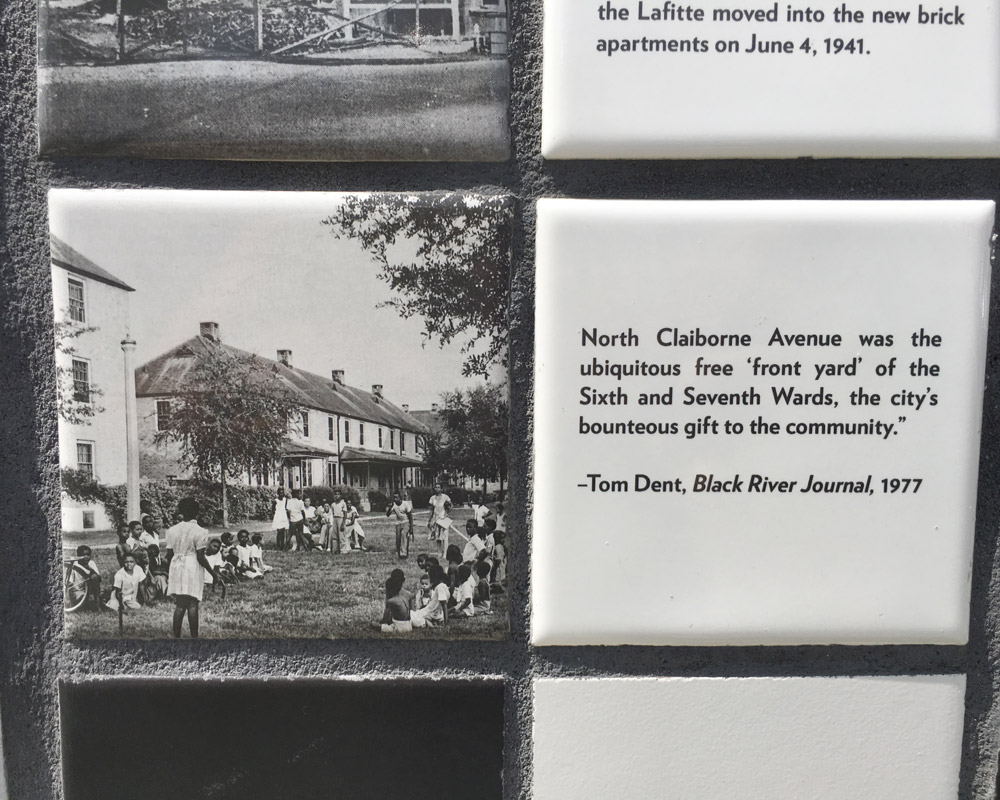 the Lafitte moved into the new brick
apartments on June 4, 1941.
North Claiborne Avenue was the
ubiquitous free ‘front yard’ of the
Sixth and Seventh Wards, the city’s
bounteous gift to the community.”
–Tom Dent, Black River Journal, 1977